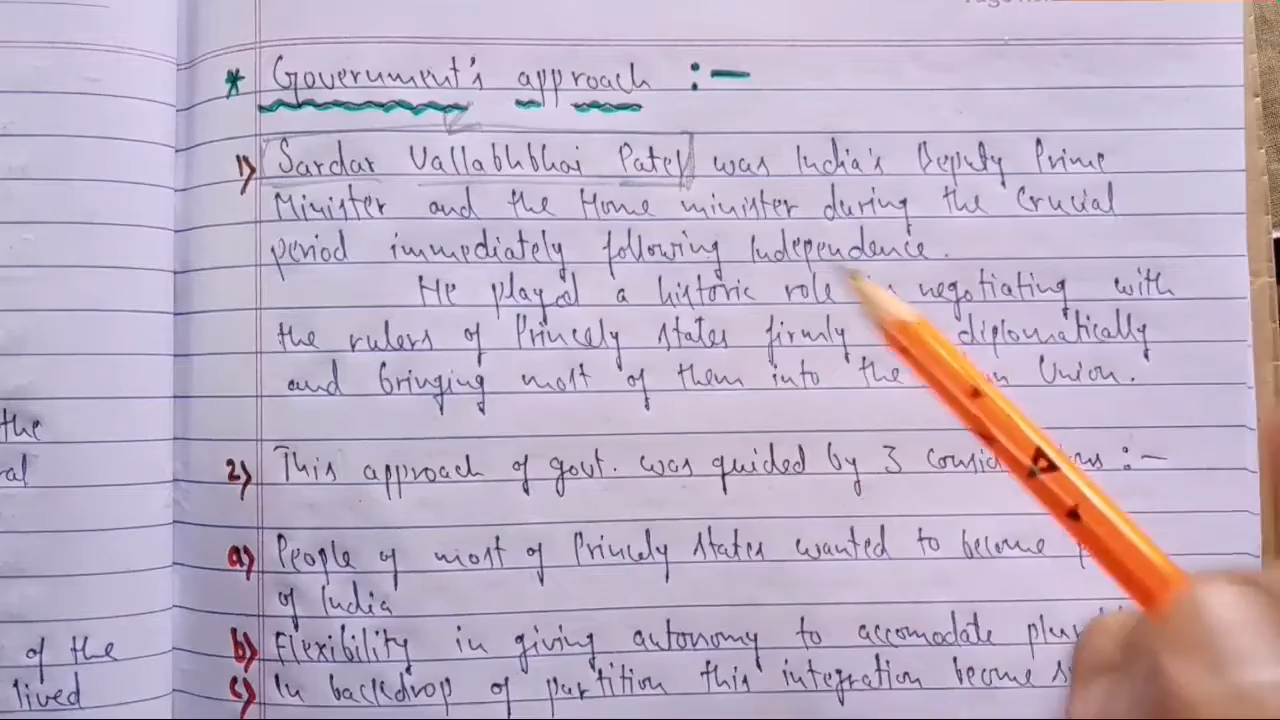 * Government's approach :-
1) Sardar Vallabhbhai Patel was India's Deputy Prime
Minister and the Home minister during the Crucial
period immediately following Independence.
He played a historic role negotiating with
the rulers of Princely states firmly diplomatically
the
and bringing most of them into the Union.
ral
2) This approach of govt. was guided by 3 :-
a) People of most of Princely states wanted to become
of India
of the
b) Flexibility in giving autonomy to accomodate
lived
c) In backdrop of partition this integration become